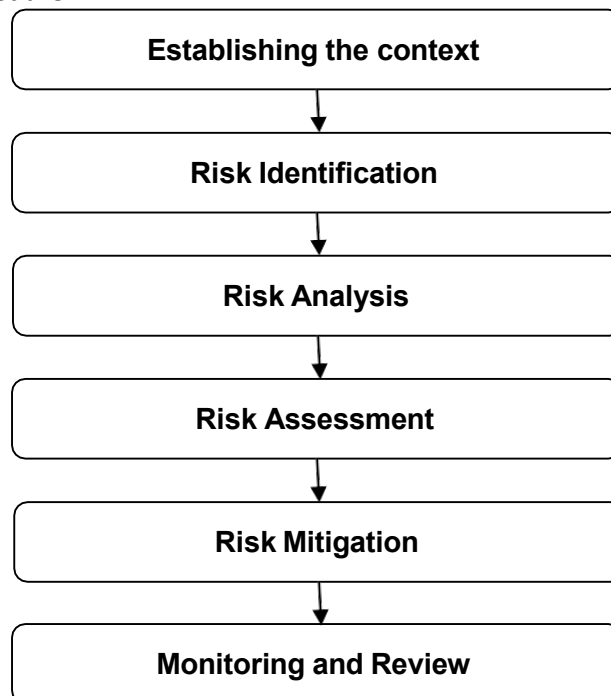 Establishing the context
Risk Identification
Risk Analysis
Risk Assessment
Risk Mitigation
Monitoring and Review